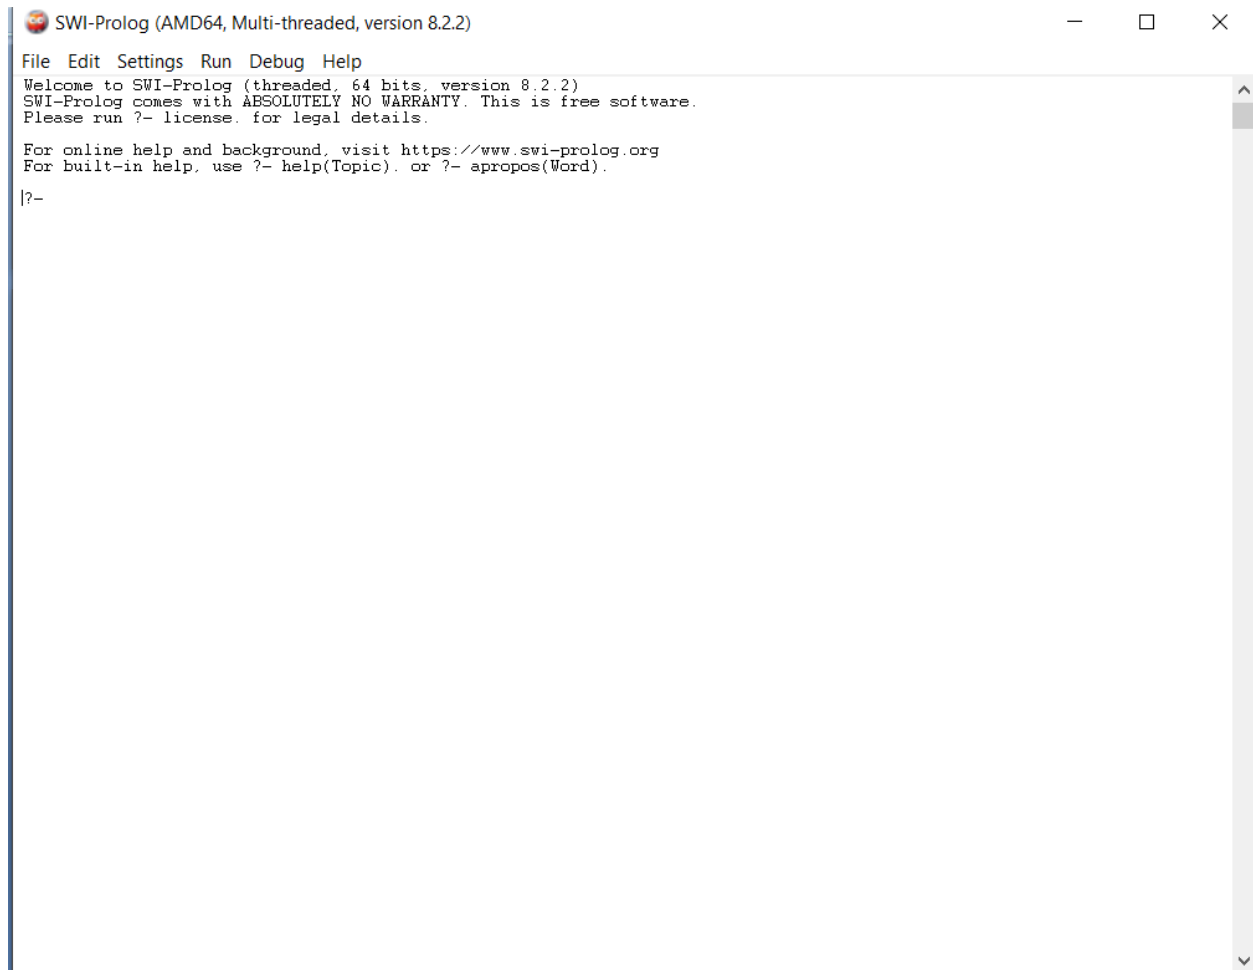 SWI-Prolog (AMD64, Multi-threaded, version 8.2.2)
File Edit Settings Run Debug Help
Welcome to SWI-Prolog (threaded, 64 bits, version 8.2.2)
SWI-Prolog comes with ABSOLUTELY NO WARRANTY. This is free software.
Please run ?- license. for legal details.
For online help and background, visit https://www.swi-prolog.org
For built-in help, use ?- help(Topic). or ?- apropos(Word).
?-